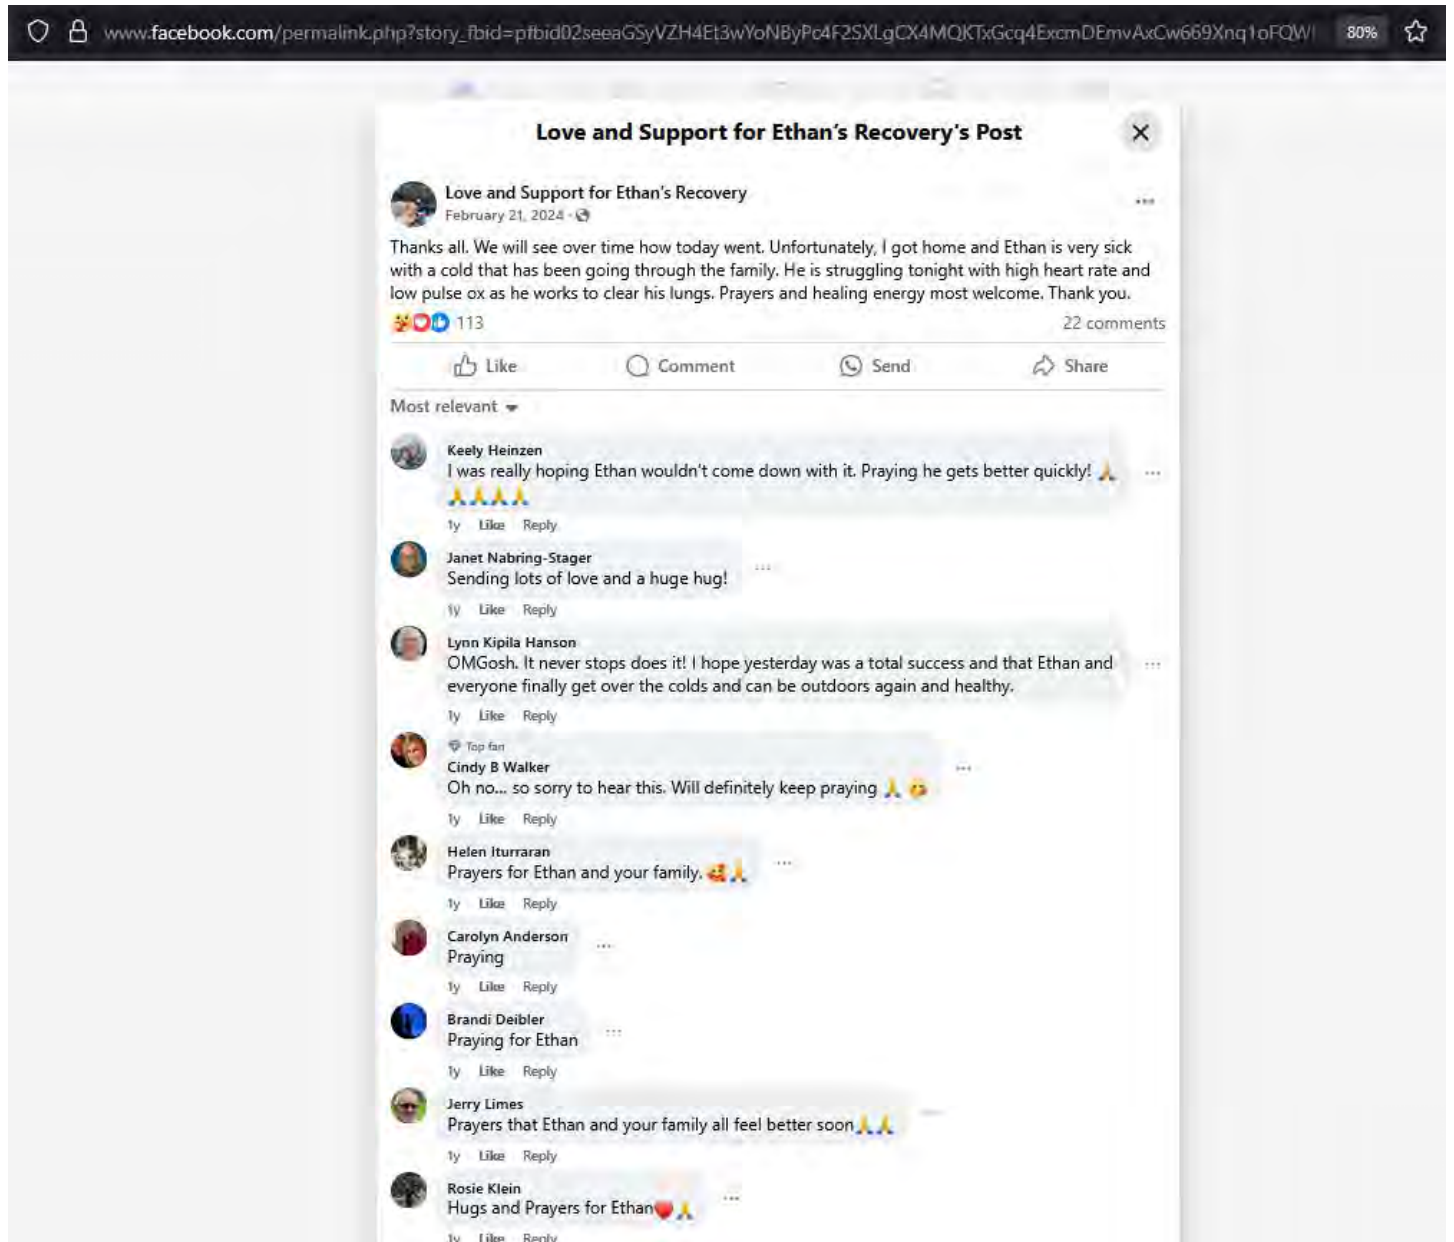 www.facebook.com/permalink.php?story_fbid=pfbid02seeaGSyVZH4Et3wYoNByPc4F2SXLgCX4MQKTxGcq4ExcmDEmvAxCw669Xnq1oFQW
80%
Love and Support for Ethan's Recovery's Post
Love and Support for Ethan's Recovery
February 21, 2024 ·
Thanks all. We will see over time how today went. Unfortunately, I got home and Ethan is very sick
with a cold that has been going through the family. He is struggling tonight with high heart rate and
low pulse ox as he works to clear his lungs. Prayers and healing energy most welcome. Thank you.
113
22 comments
Like Comment Send Share
Most relevant
Keely Heinzen
I was really hoping Ethan wouldn't come down with it. Praying he gets better quickly! 🙏
🙏🙏🙏🙏
1y Like Reply
Janet Nabring-Stager
Sending lots of love and a huge hug!
1y Like Reply
Lynn Kipila Hanson
OMGosh. It never stops does it! I hope yesterday was a total success and that Ethan and
everyone finally get over the colds and can be outdoors again and healthy.
1y Like Reply
Top fan
Cindy B Walker
Oh no... so sorry to hear this. Will definitely keep praying 🙏
1y Like Reply
Helen Iturraran
Prayers for Ethan and your family. 🥰🙏
1y Like Reply
Carolyn Anderson
Praying
1y Like Reply
Brandi Deibler
Praying for Ethan
1y Like Reply
Jerry Limes
Prayers that Ethan and your family all feel better soon🙏🙏
1y Like Reply
Rosie Klein
Hugs and Prayers for Ethan❤️🙏
1y Like Reply